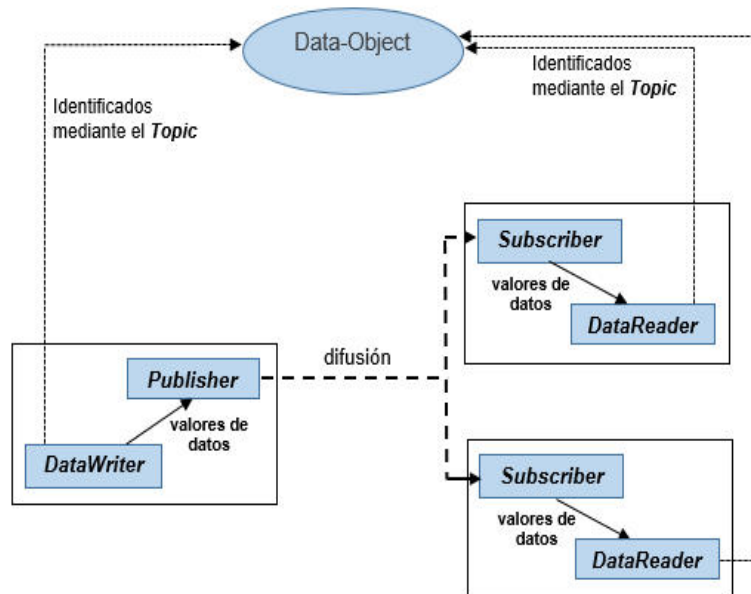 Data-Object
Identificados
mediante el Topic
Identificados
mediante el Topic
Subscriber
valores de
datos
DataReader
difusión
Publisher
valores de
datos
DataWriter
Subscriber
valores de
datos
DataReader